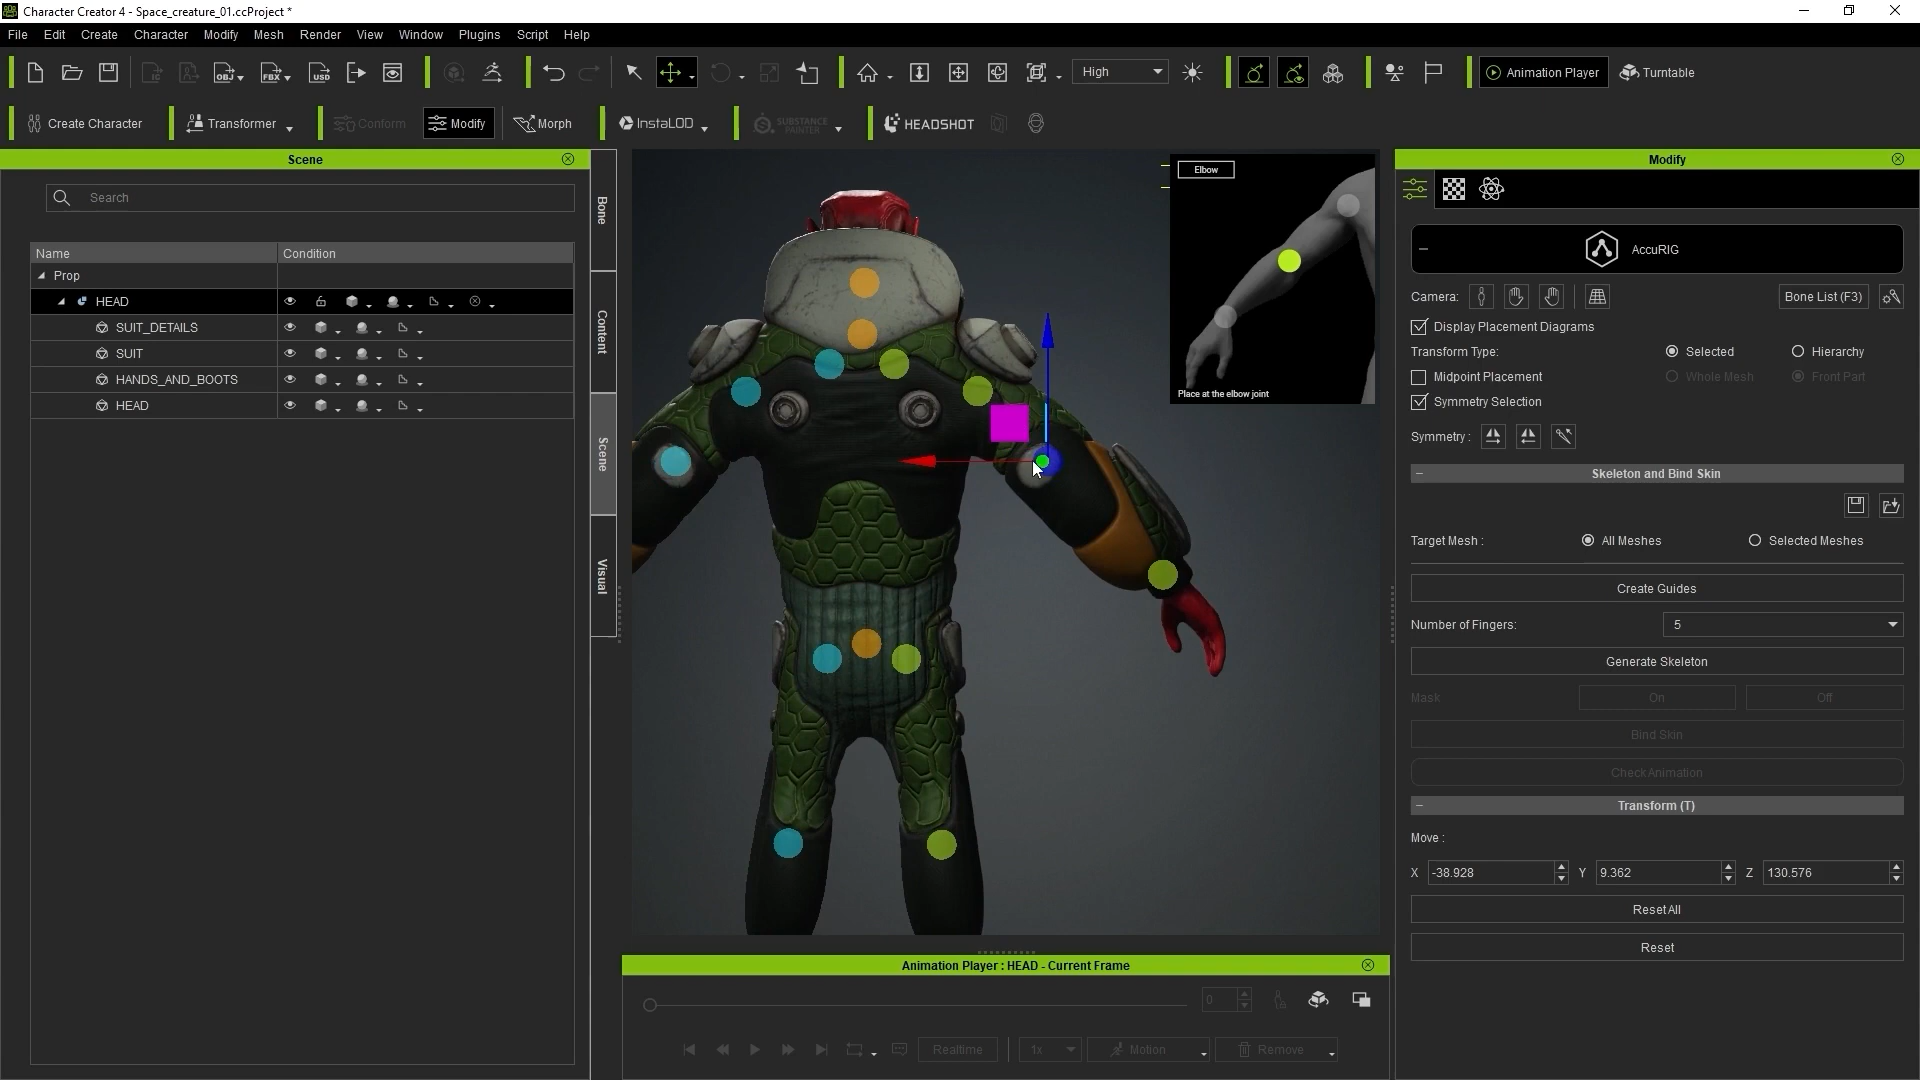 Character Creator 4 - Space_creature_01.ccProject *
File Edit Create Character Modify Mesh Render View Window Plugins Script Help
OBJ FBX USD High Animation Player Turntable
Create Character Transformer Conform Modify Morph InstaLOD SUBSTANCE PAINTER HEADSHOT
Scene
Search
Name Condition
Prop
HEAD
SUIT_DETAILS
SUIT
HANDS_AND_BOOTS
HEAD
Bone
Content
Scene
Visual
Elbow
Place at the elbow joint
Modify
AccuRIG
Camera: Bone List (F3)
Display Placement Diagrams
Transform Type: Selected Hierarchy
Midpoint Placement Whole Mesh Front Part
Symmetry Selection
Symmetry :
Skeleton and Bind Skin
Target Mesh : All Meshes Selected Meshes
Create Guides
Number of Fingers: 5
Generate Skeleton
Mask On Off
Bind Skin
Check Animation
Transform (T)
Move :
X -38.928 Y 9.362 Z 130.576
Reset All
Reset
Animation Player : HEAD - Current Frame
0
Realtime 1x Motion Remove